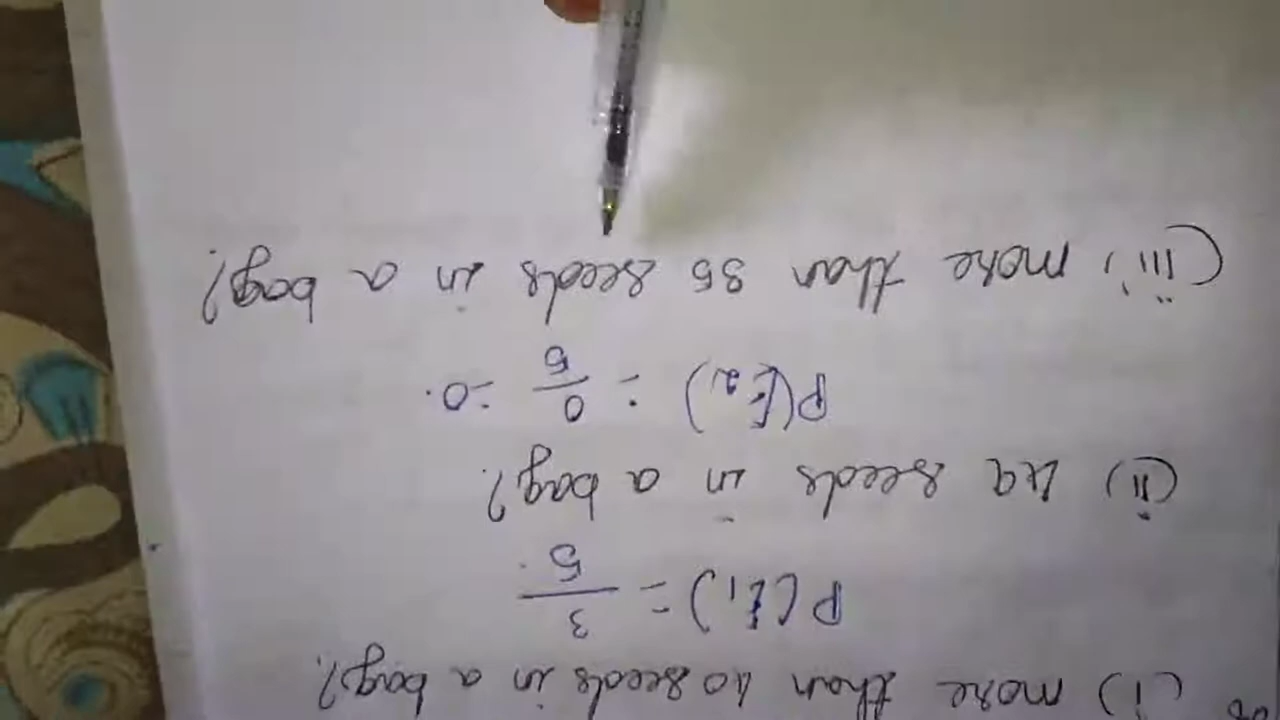 (i) more than 40 seeds in a bag?
P(E₁) = 3/5.
(ii) 49 seeds in a bag?
P(E₂) = 0/5 = 0.
(iii) more than 35 seeds in a bag?